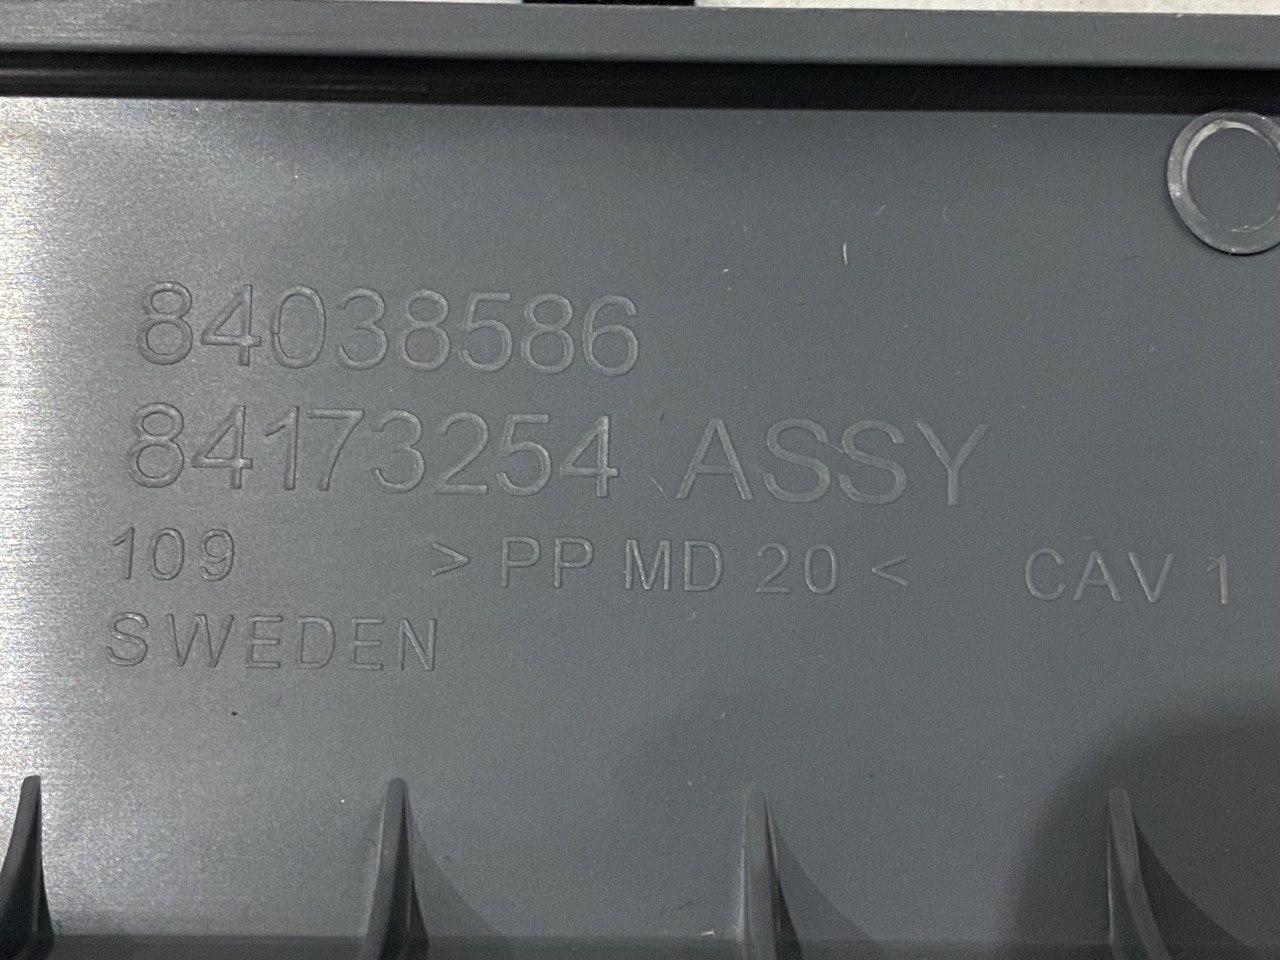 84038586
84173254 ASSY
109 > PP MD 20 < CAV 1
SWEDEN